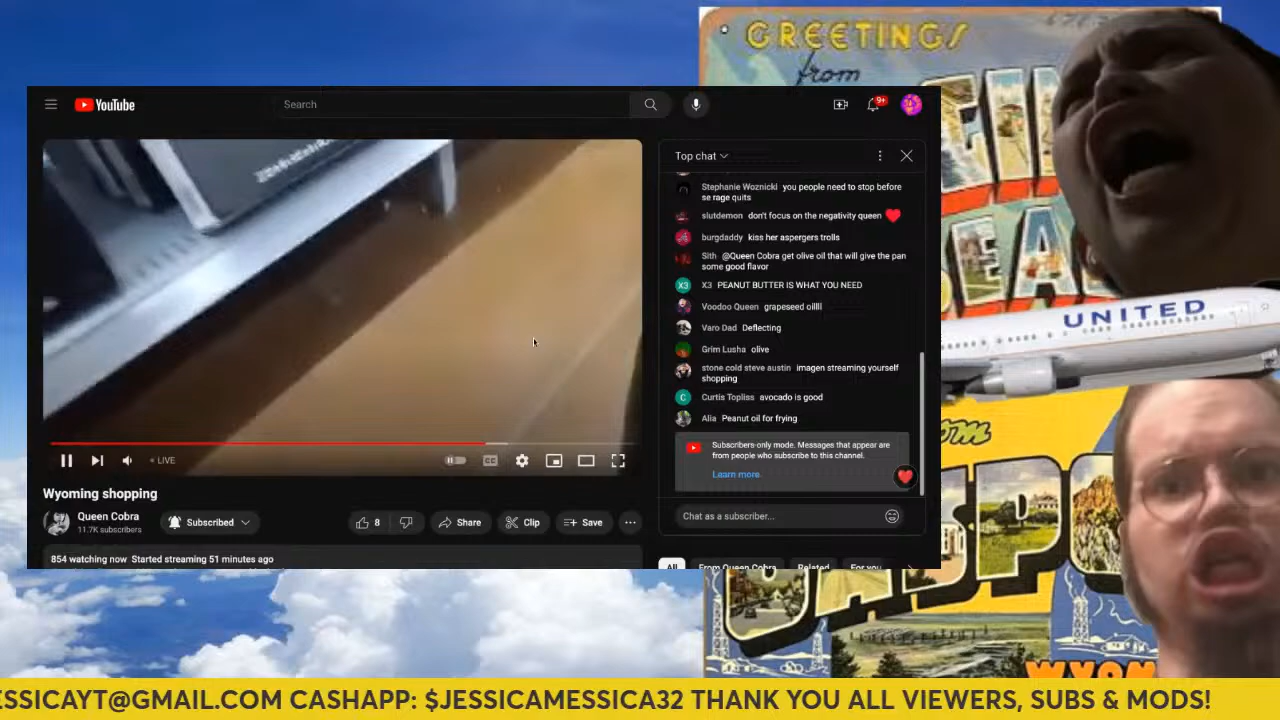 GREETINGS
from
YouTube
Search
9+
Top chat
Stephanie Woznicki you people need to stop before
se rage quits
slutdemon don't focus on the negativity queen
burgdaddy kiss her aspergers trolls
Sith @Queen Cobra get olive oil that will give the pan
some good flavor
X3 X3 PEANUT BUTTER IS WHAT YOU NEED
Voodoo Queen grapeseed oillll
Varo Dad Deflecting
Grim Lusha olive
stone cold steve austin imagen streaming yourself
shopping
C Curtis Topliss avocado is good
Alia Peanut oil for frying
Subscribers-only mode. Messages that appear are
from people who subscribe to this channel.
Learn more
LIVE
Wyoming shopping
Queen Cobra
11.7K subscribers
Subscribed
8
Share
Clip
Save
Chat as a subscriber...
854 watching now Started streaming 51 minutes ago
All From Queen Cobra Related For you
UNITED
ESSICAYT@GMAIL.COM CASHAPP: $JESSICAMESSICA32 THANK YOU ALL VIEWERS, SUBS & MODS!